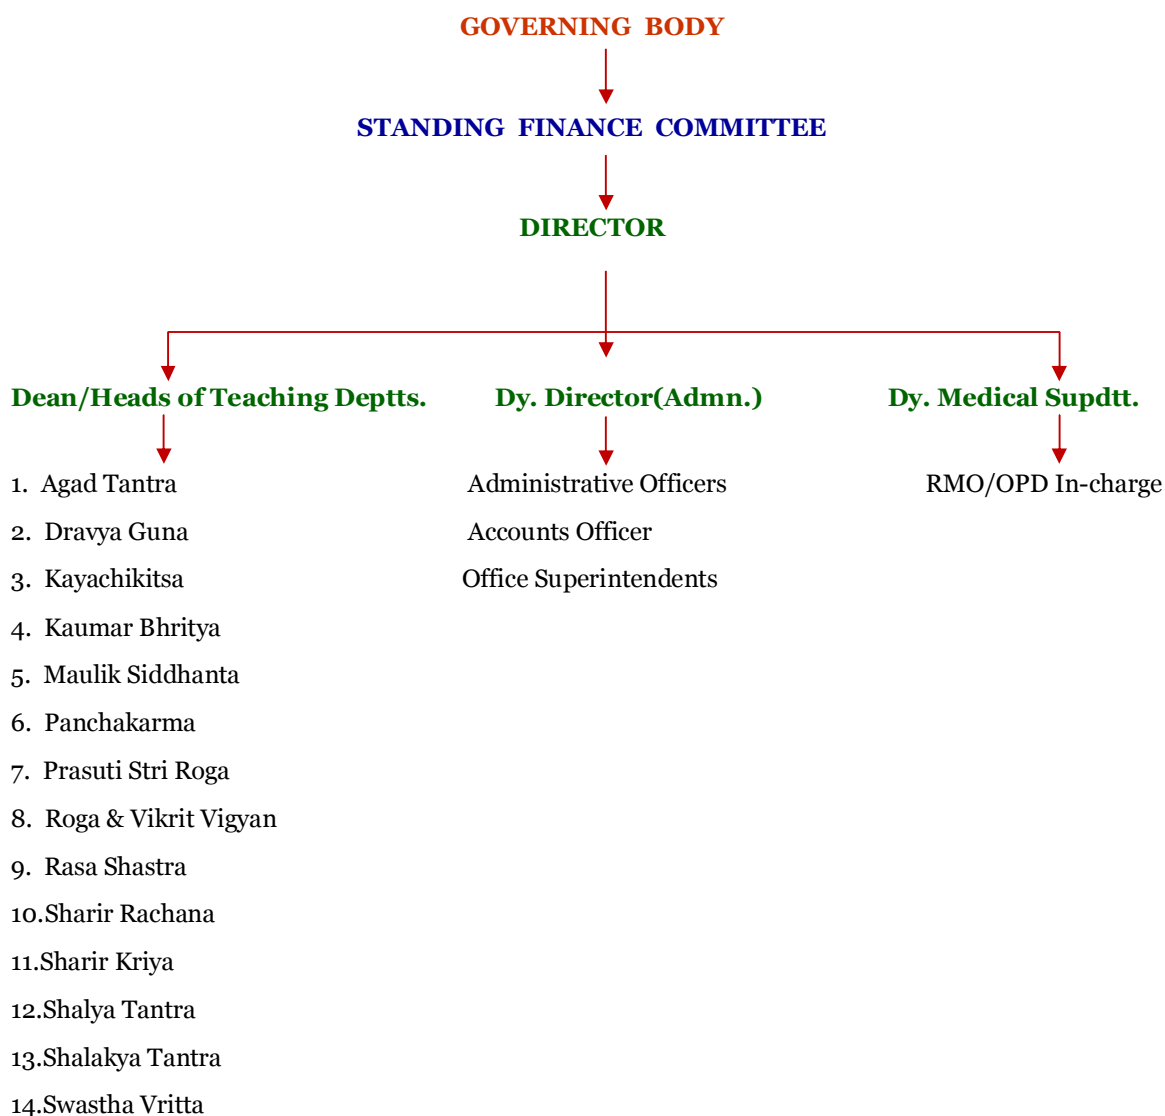 GOVERNING BODY
STANDING FINANCE COMMITTEE
DIRECTOR
Dean/Heads of Teaching Deptts.
Dy. Director(Admn.)
Dy. Medical Supdtt.
1. Agad Tantra
2. Dravya Guna
3. Kayachikitsa
4. Kaumar Bhritya
5. Maulik Siddhanta
6. Panchakarma
7. Prasuti Stri Roga
8. Roga & Vikrit Vigyan
9. Rasa Shastra
10.Sharir Rachana
11.Sharir Kriya
12.Shalya Tantra
13.Shalakya Tantra
14.Swastha Vritta
Administrative Officers
Accounts Officer
Office Superintendents
RMO/OPD In-charge